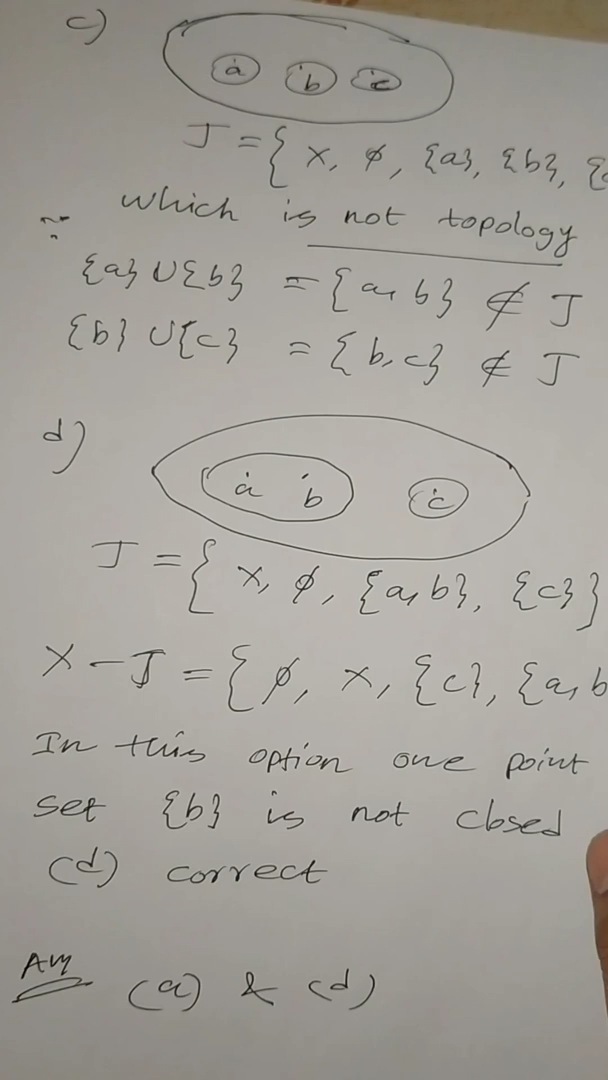 c)
a b c
J = { X, ϕ, {a}, {b}, {
which is not topology
∵
{a} ∪ {b} = {a, b} ∉ J
{b} ∪ {c} = {b, c} ∉ J
d)
a b c
J = { X, ϕ, {a, b}, {c} }
X - J = { ϕ, X, {c}, {a, b
In this option one point
set {b} is not closed
(d) correct
Ans (a) & (d)